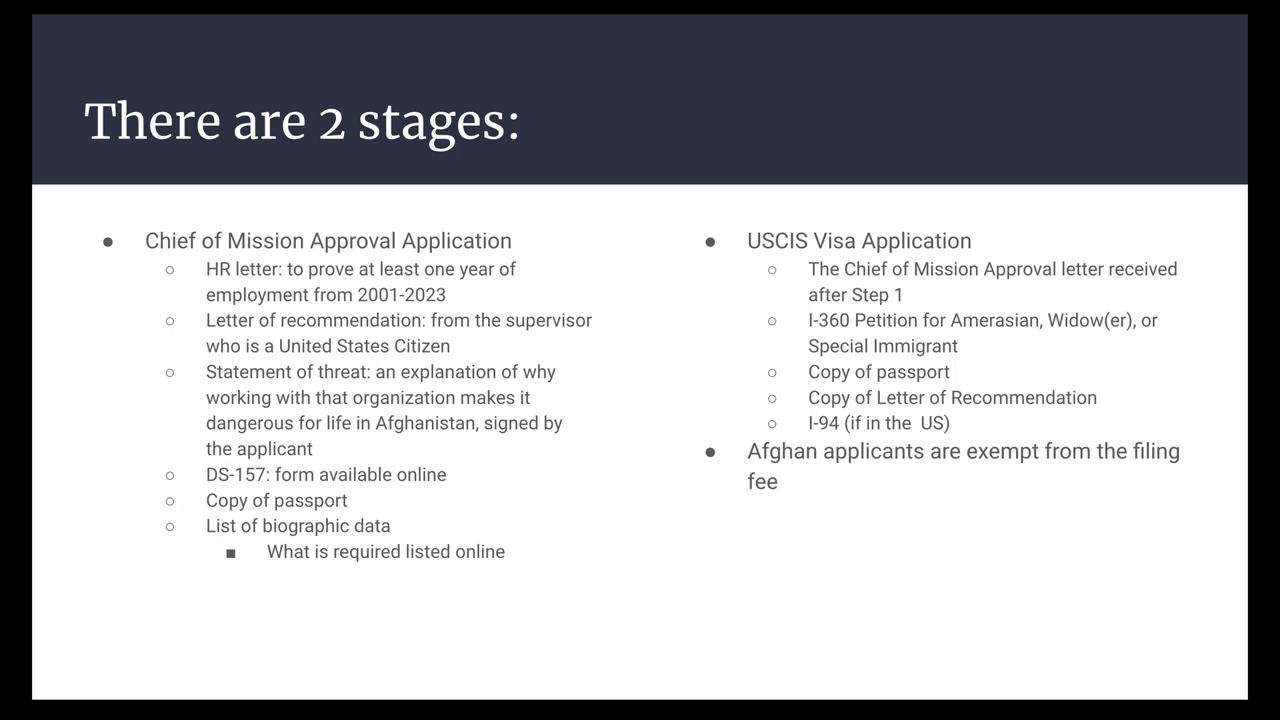 There are 2 stages:
● Chief of Mission Approval Application
○ HR letter: to prove at least one year of
employment from 2001-2023
○ Letter of recommendation: from the supervisor
who is a United States Citizen
○ Statement of threat: an explanation of why
working with that organization makes it
dangerous for life in Afghanistan, signed by
the applicant
○ DS-157: form available online
○ Copy of passport
○ List of biographic data
■ What is required listed online
● USCIS Visa Application
○ The Chief of Mission Approval letter received
after Step 1
○ I-360 Petition for Amerasian, Widow(er), or
Special Immigrant
○ Copy of passport
○ Copy of Letter of Recommendation
○ I-94 (if in the  US)
● Afghan applicants are exempt from the filing
fee